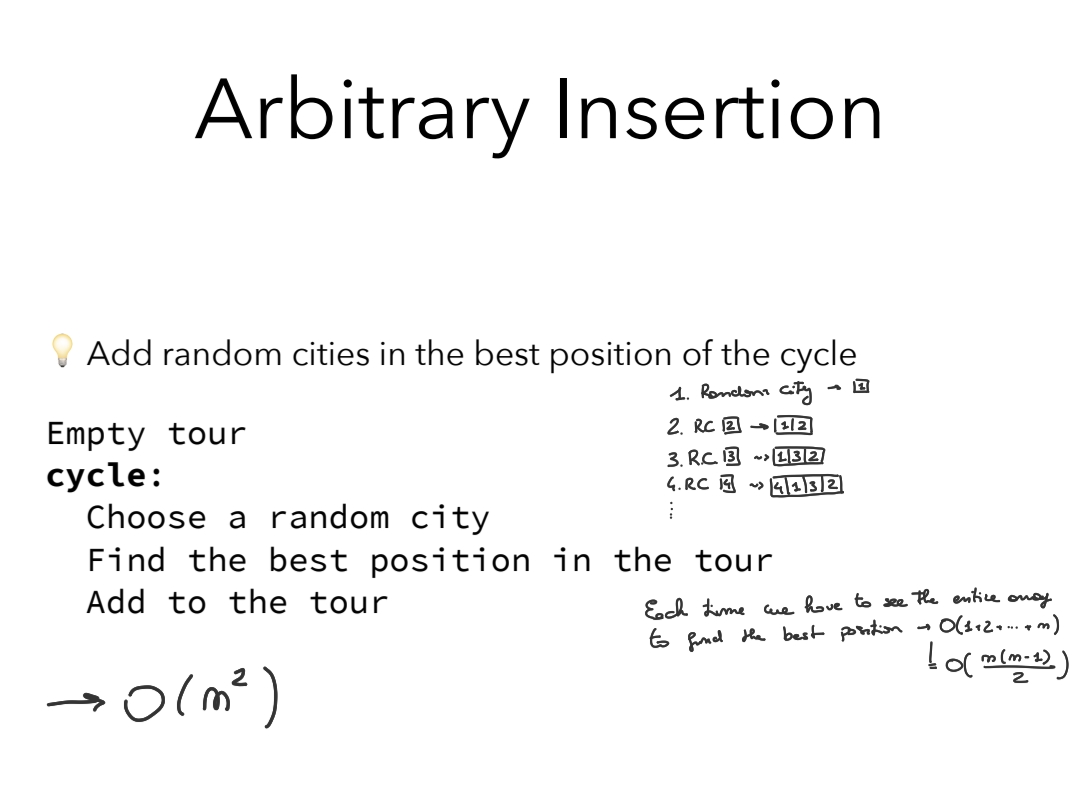 Arbitrary Insertion
💡 Add random cities in the best position of the cycle
1. Random city → 1
2. RC 2 → 1 2
3. RC 3 ⇝ 1 3 2
4. RC 4 ⇝ 4 1 3 2
⋮
Empty tour
cycle:
Choose a random city
Find the best position in the tour
Add to the tour
Each time we have to see the entire array
to find the best position → O(1+2+...+n)
= O( n(n-1)/2 )
→ O(n²)